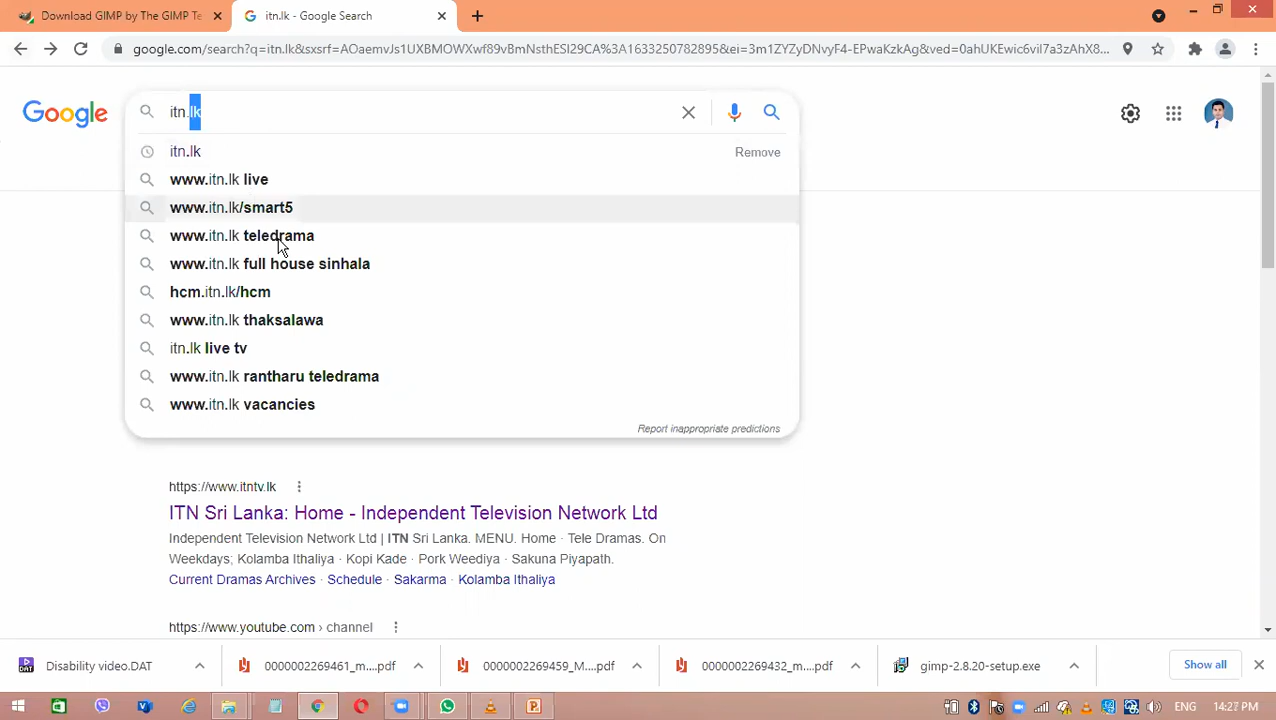 Download GIMP by The GIMP Te
itn.lk - Google Search
google.com/search?q=itn.lk&sxsrf=AOaemvJs1UXBMOWXwf89vBmNsthESl29CA%3A1633250782895&ei=3m1ZYZyDNvyF4-EPwaKzkAg&ved=0ahUKEwic6vil7a3zAhX8...
Google
itn.lk
itn.lk
Remove
www.itn.lk live
www.itn.lk/smart5
www.itn.lk teledrama
www.itn.lk full house sinhala
hcm.itn.lk/hcm
www.itn.lk thaksalawa
itn.lk live tv
www.itn.lk rantharu teledrama
www.itn.lk vacancies
Report inappropriate predictions
https://www.itntv.lk
ITN Sri Lanka: Home - Independent Television Network Ltd
Independent Television Network Ltd | ITN Sri Lanka. MENU. Home · Tele Dramas. On
Weekdays; Kolamba Ithaliya · Kopi Kade · Pork Weediya · Sakuna Piyapath.
Current Dramas Archives · Schedule · Sakarma · Kolamba Ithaliya
https://www.youtube.com › channel
Disability video.DAT
0000002269461_m....pdf
0000002269459_M....pdf
0000002269432_m....pdf
gimp-2.8.20-setup.exe
Show all
ENG
14:27 PM